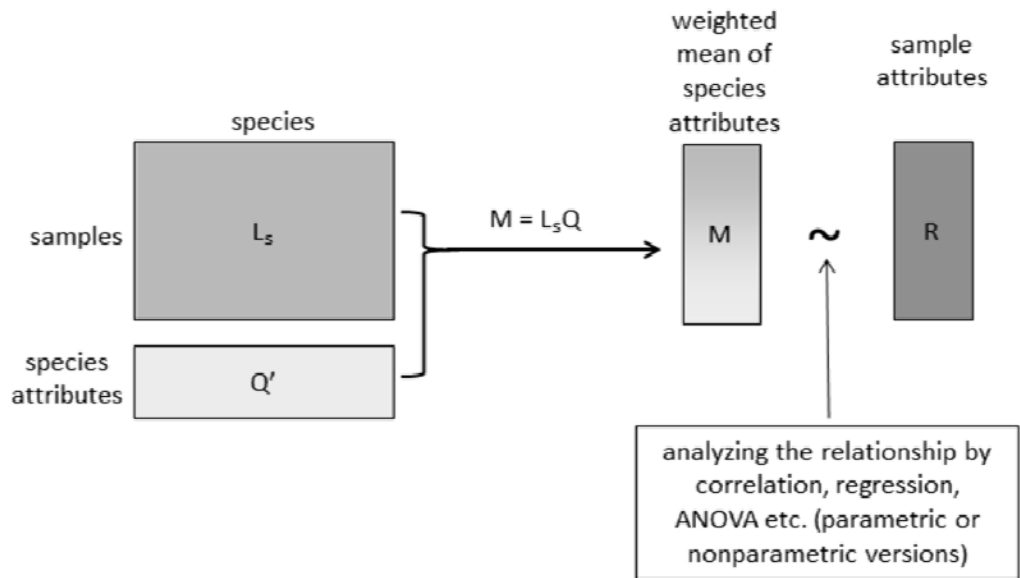 species
samples
Lₛ
species
attributes
Q’
M = LₛQ
weighted
mean of
species
attributes
M
~
sample
attributes
R
analyzing the relationship by
correlation, regression,
ANOVA etc. (parametric or
nonparametric versions)